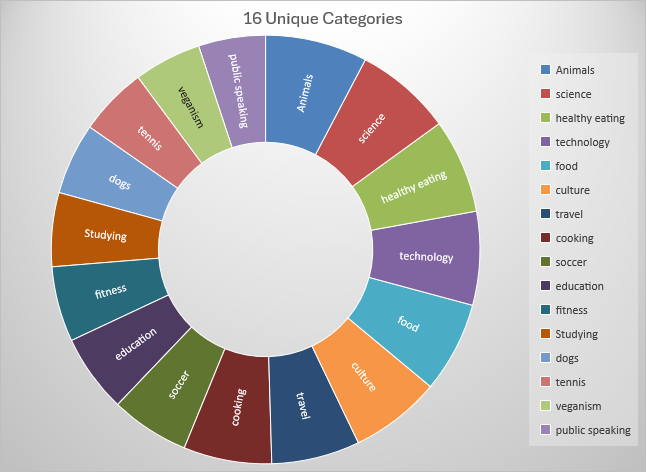 16 Unique Categories
Animals
science
healthy eating
technology
food
culture
travel
cooking
soccer
education
fitness
Studying
dogs
tennis
veganism
public speaking
Animals
science
healthy eating
technology
food
culture
travel
cooking
soccer
education
fitness
Studying
dogs
tennis
veganism
public speaking